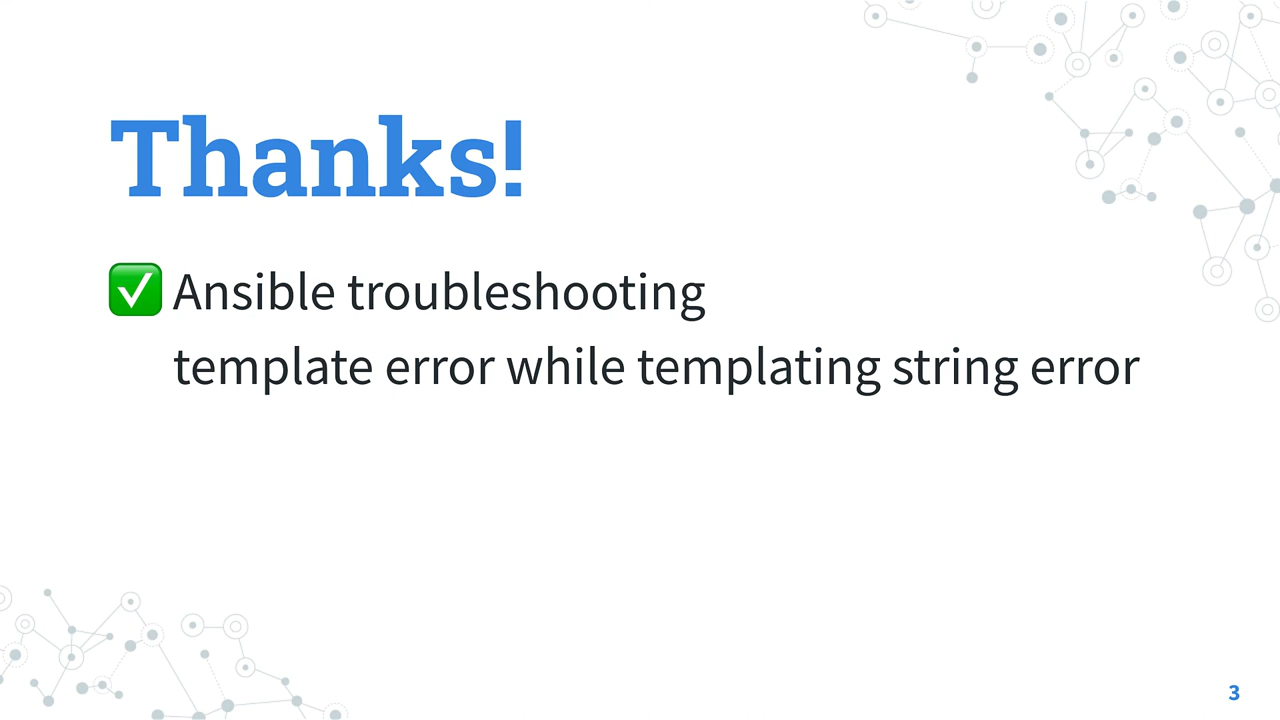 Thanks!
✅ Ansible troubleshooting
template error while templating string error
3